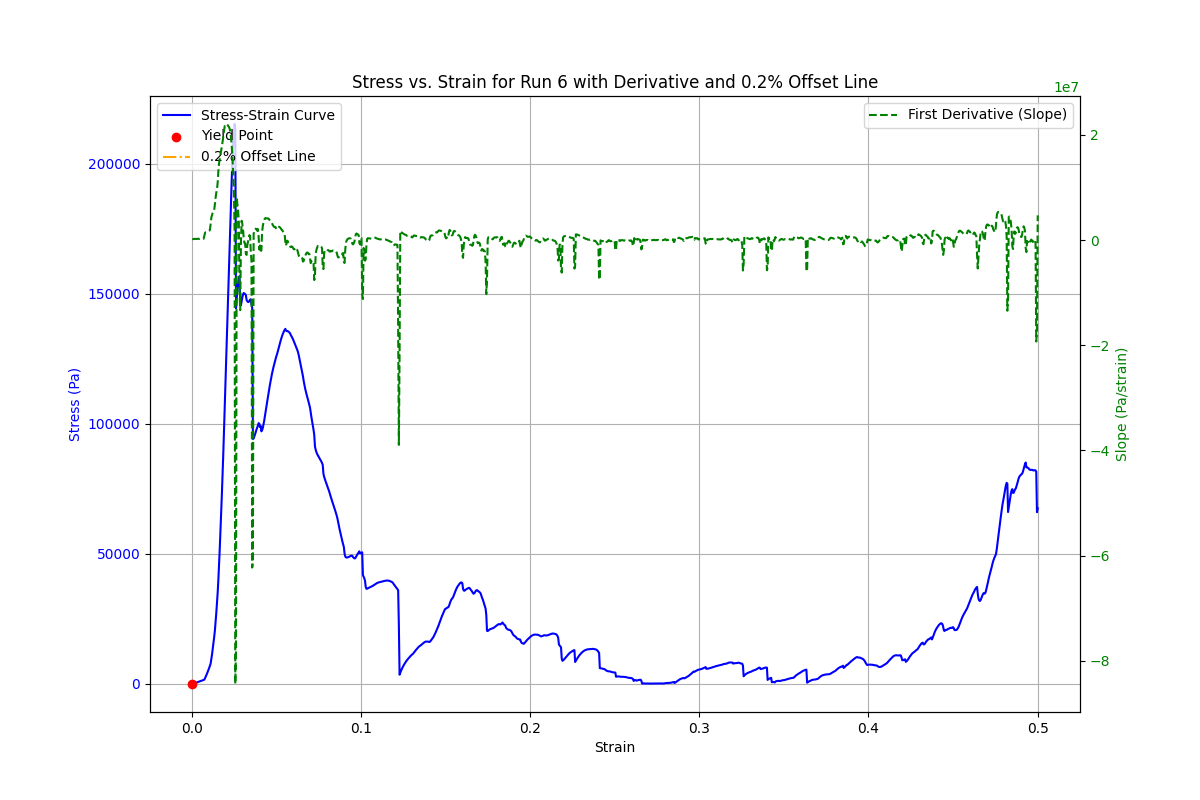 Stress vs. Strain for Run 6 with Derivative and 0.2% Offset Line
1e7
Stress-Strain Curve
Yield Point
0.2% Offset Line
First Derivative (Slope)
200000
150000
100000
50000
0
Stress (Pa)
2
0
−2
−4
−6
−8
Slope (Pa/strain)
0.0 0.1 0.2 0.3 0.4 0.5
Strain